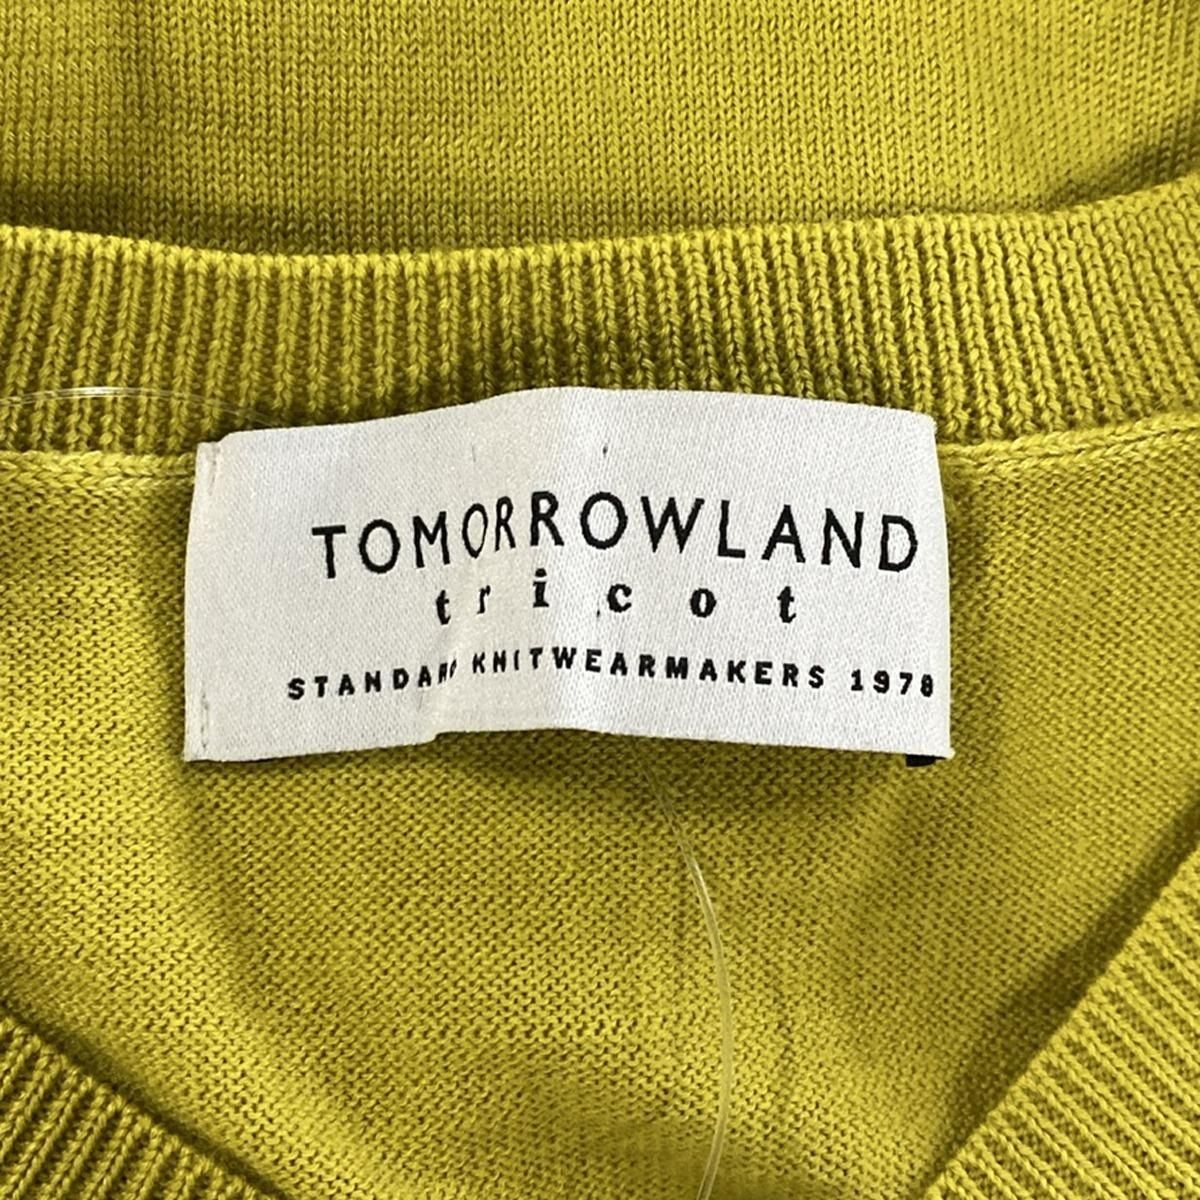 TOMORROWLAND
tricot
STANDARD KNITWEARMAKERS 1978